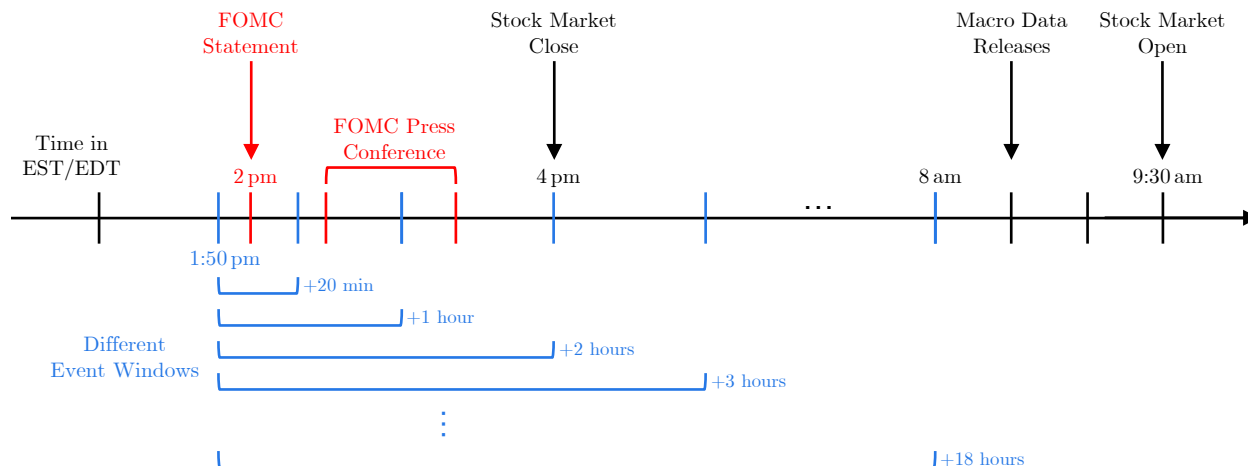 FOMC
Statement
Stock Market
Close
Macro Data
Releases
Stock Market
Open
Time in
EST/EDT
FOMC Press
Conference
2 pm
4 pm
8 am
9:30 am
...
1:50 pm
+20 min
+1 hour
Different
Event Windows
+2 hours
+3 hours
⋮
+18 hours